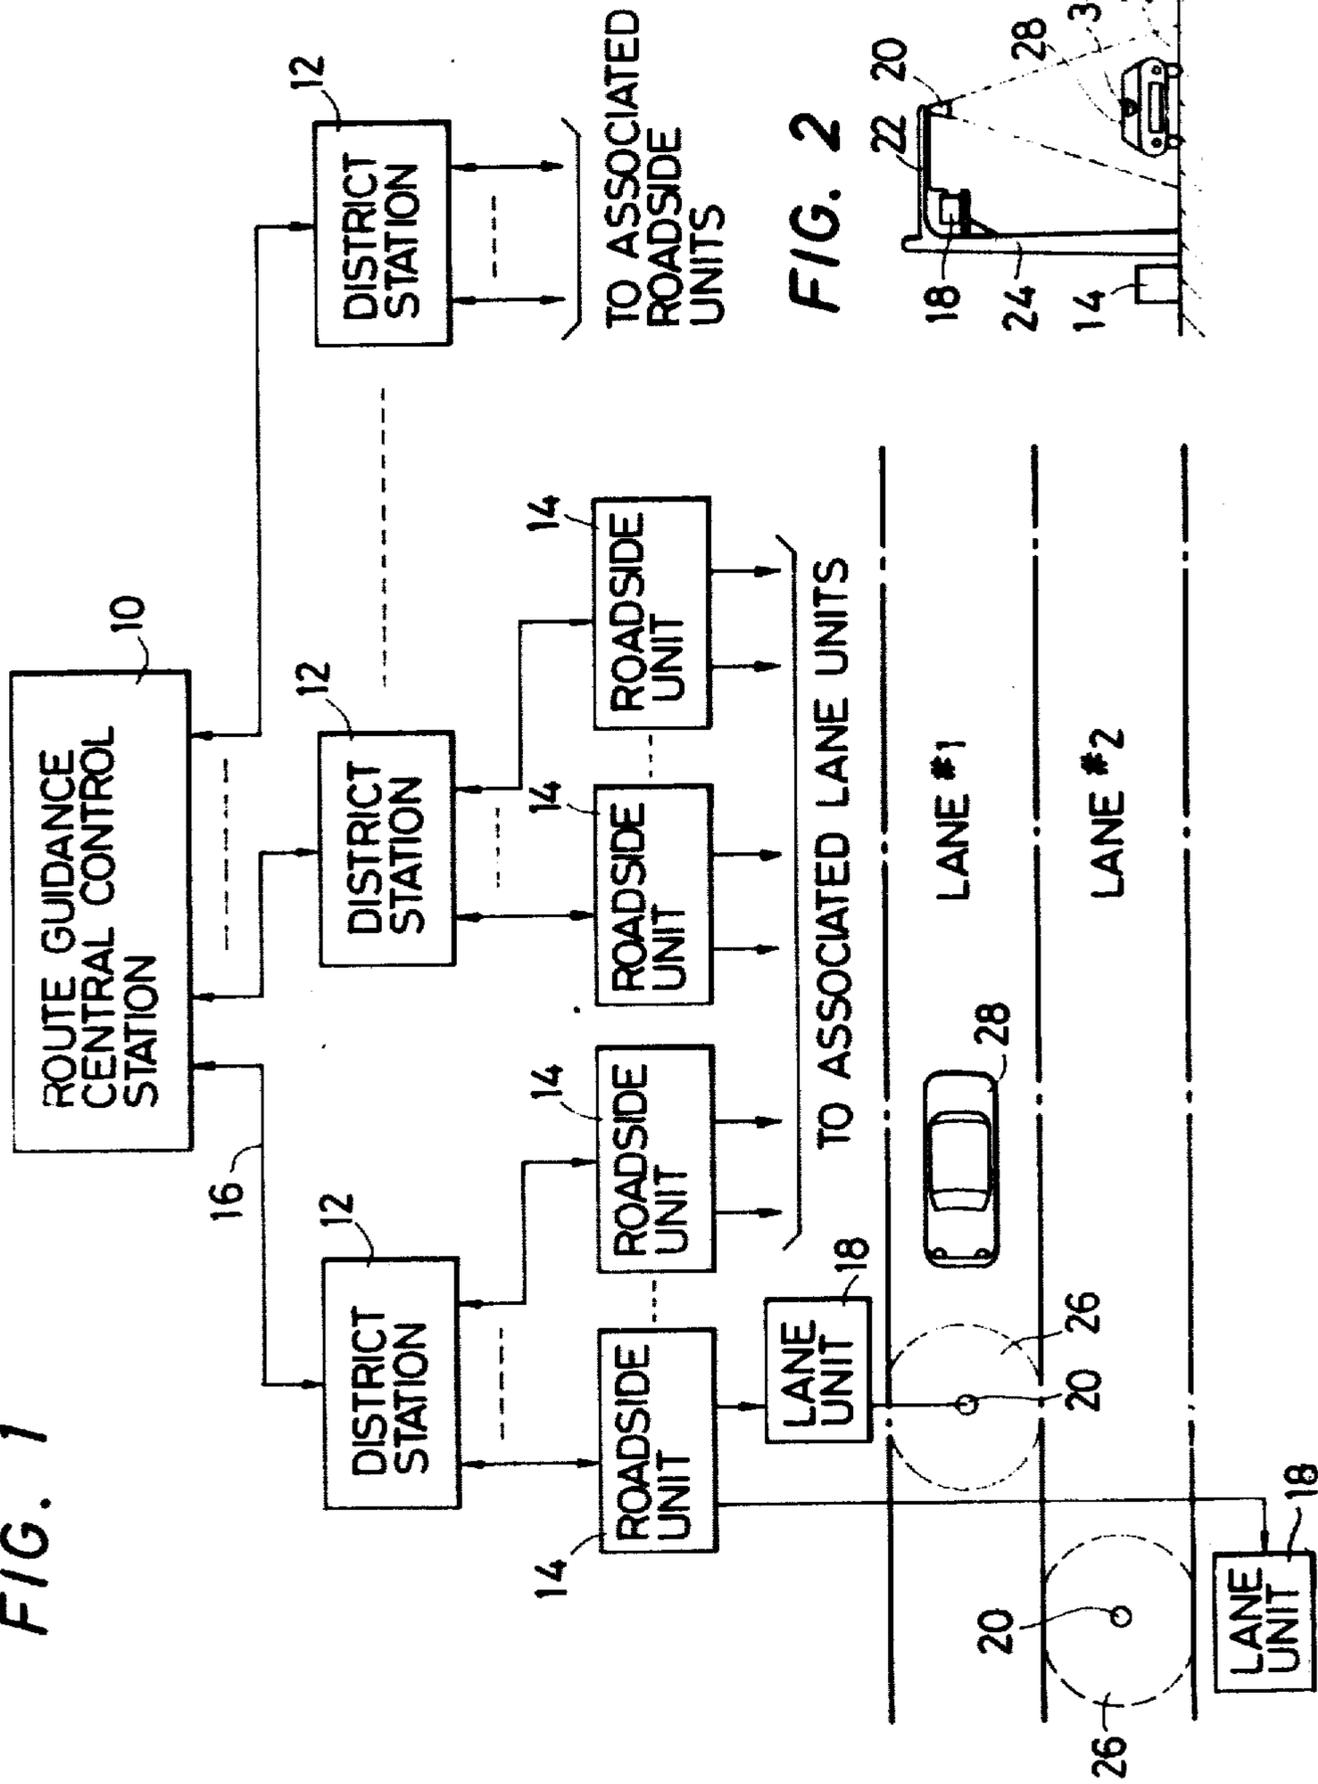 FIG. 1
ROUTE GUIDANCE
CENTRAL CONTROL
STATION
10
16
12
DISTRICT
STATION
12
DISTRICT
STATION
12
DISTRICT
STATION
14
ROADSIDE
UNIT
14
ROADSIDE
UNIT
14
ROADSIDE
UNIT
14
ROADSIDE
UNIT
TO ASSOCIATED
ROADSIDE
UNITS
TO ASSOCIATED LANE UNITS
LANE
UNIT
18
LANE #1
28
26
20
LANE #2
20
26
LANE
UNIT
18
FIG. 2
22
20
18
24
14
28